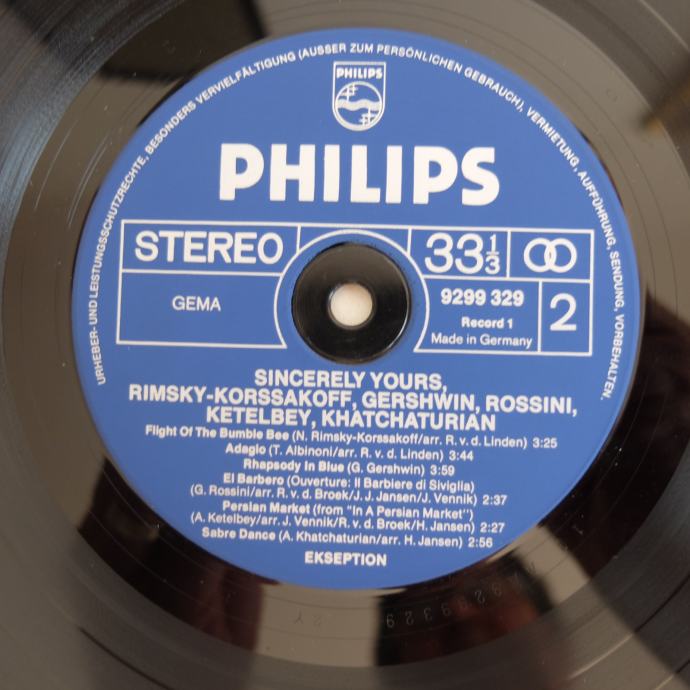 URHEBER- UND LEISTUNGSSCHUTZRECHTE, BESONDERS VERVIELFÄLTIGUNG (AUSSER ZUM PERSÖNLICHEN GEBRAUCH), VERMIETUNG, AUFFÜHRUNG, SENDUNG, VORBEHALTEN.
PHILIPS
PHILIPS
STEREO
33 1/3
GEMA
9299 329
Record 1
Made in Germany
2
SINCERELY YOURS,
RIMSKY-KORSSAKOFF, GERSHWIN, ROSSINI,
KETELBEY, KHATCHATURIAN
Flight Of The Bumble Bee (N. Rimsky-Korssakoff/arr. R. v. d. Linden) 3:25
Adagio (T. Albinoni/arr. R. v. d. Linden) 3:44
Rhapsody In Blue (G. Gershwin) 3:59
El Barbero (Ouverture: Il Barbiere di Siviglia)
(G. Rossini/arr. R. v. d. Broek/J. J. Jansen/J. Vennik) 2:37
Persian Market (from "In A Persian Market")
(A. Ketelbey/arr. J. Vennik/R. v. d. Broek/H. Jansen) 2:27
Sabre Dance (A. Khatchaturian/arr. H. Jansen) 2:56
EKSEPTION